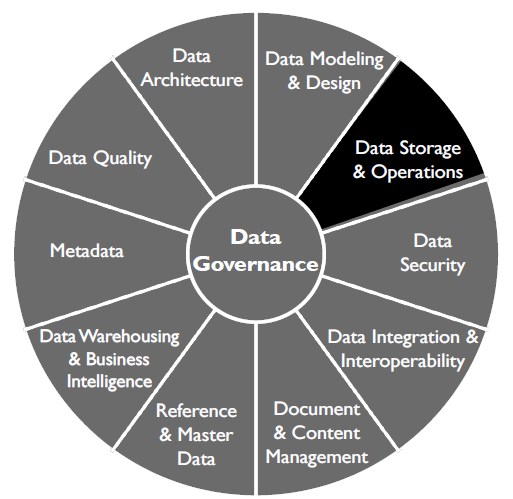 Data
Architecture
Data Modeling
& Design
Data Storage
& Operations
Data
Security
Data Integration &
Interoperability
Document
& Content
Management
Reference
& Master
Data
Data Warehousing
& Business
Intelligence
Metadata
Data Quality
Data
Governance